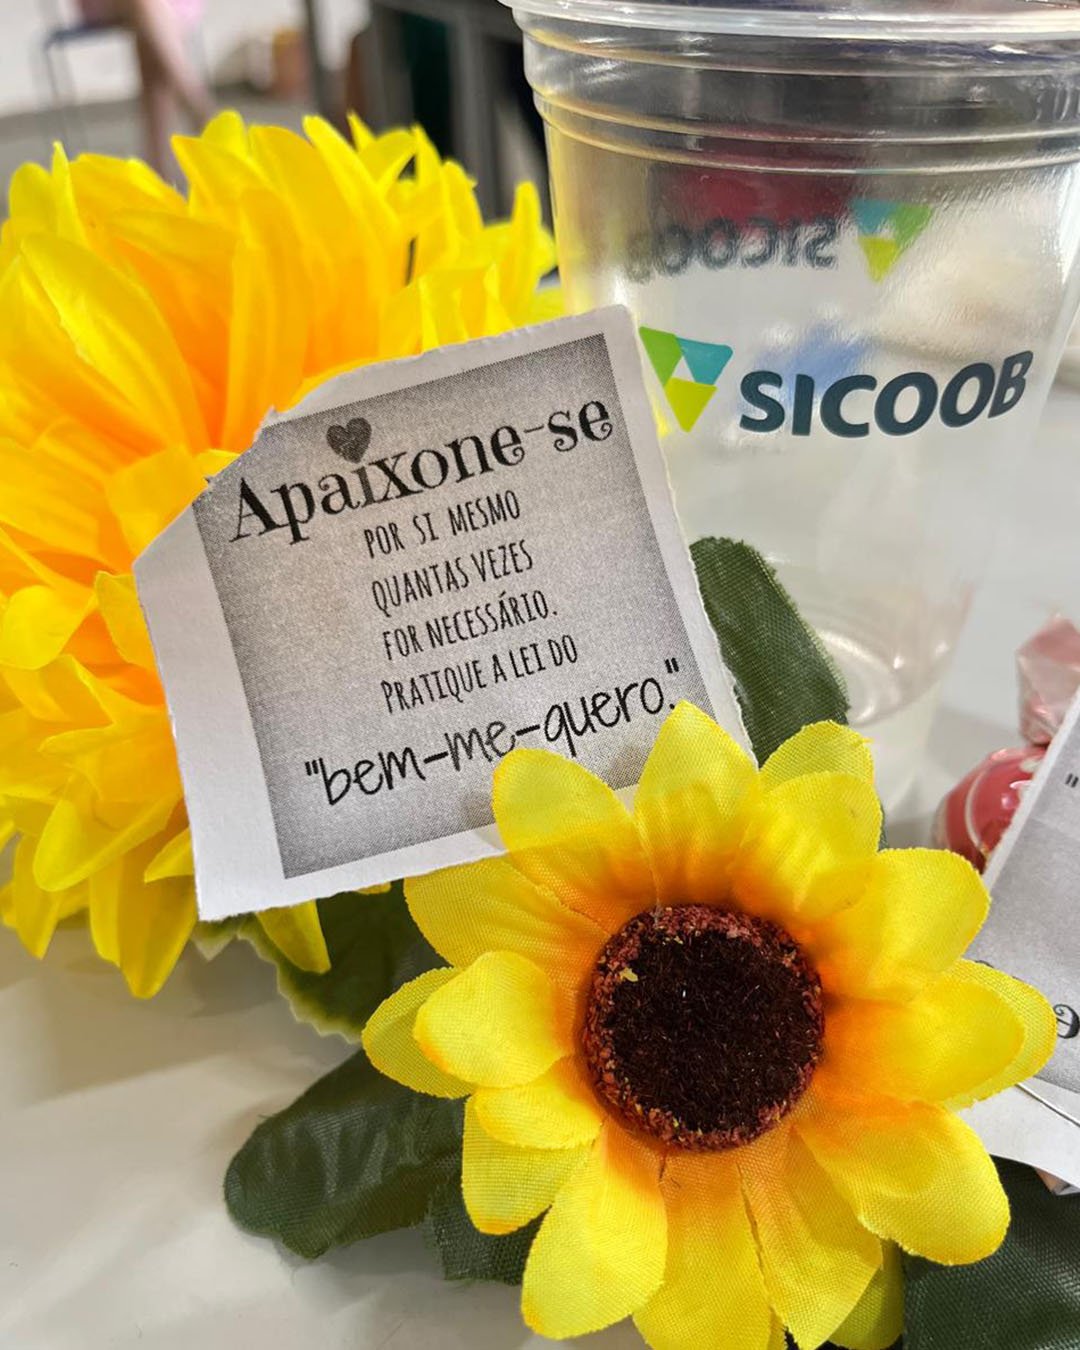 SICOOB
SICOOB
Apaixone-se
POR SI MESMO
QUANTAS VEZES
FOR NECESSÁRIO.
PRATIQUE A LEI DO
"bem-me-quero."